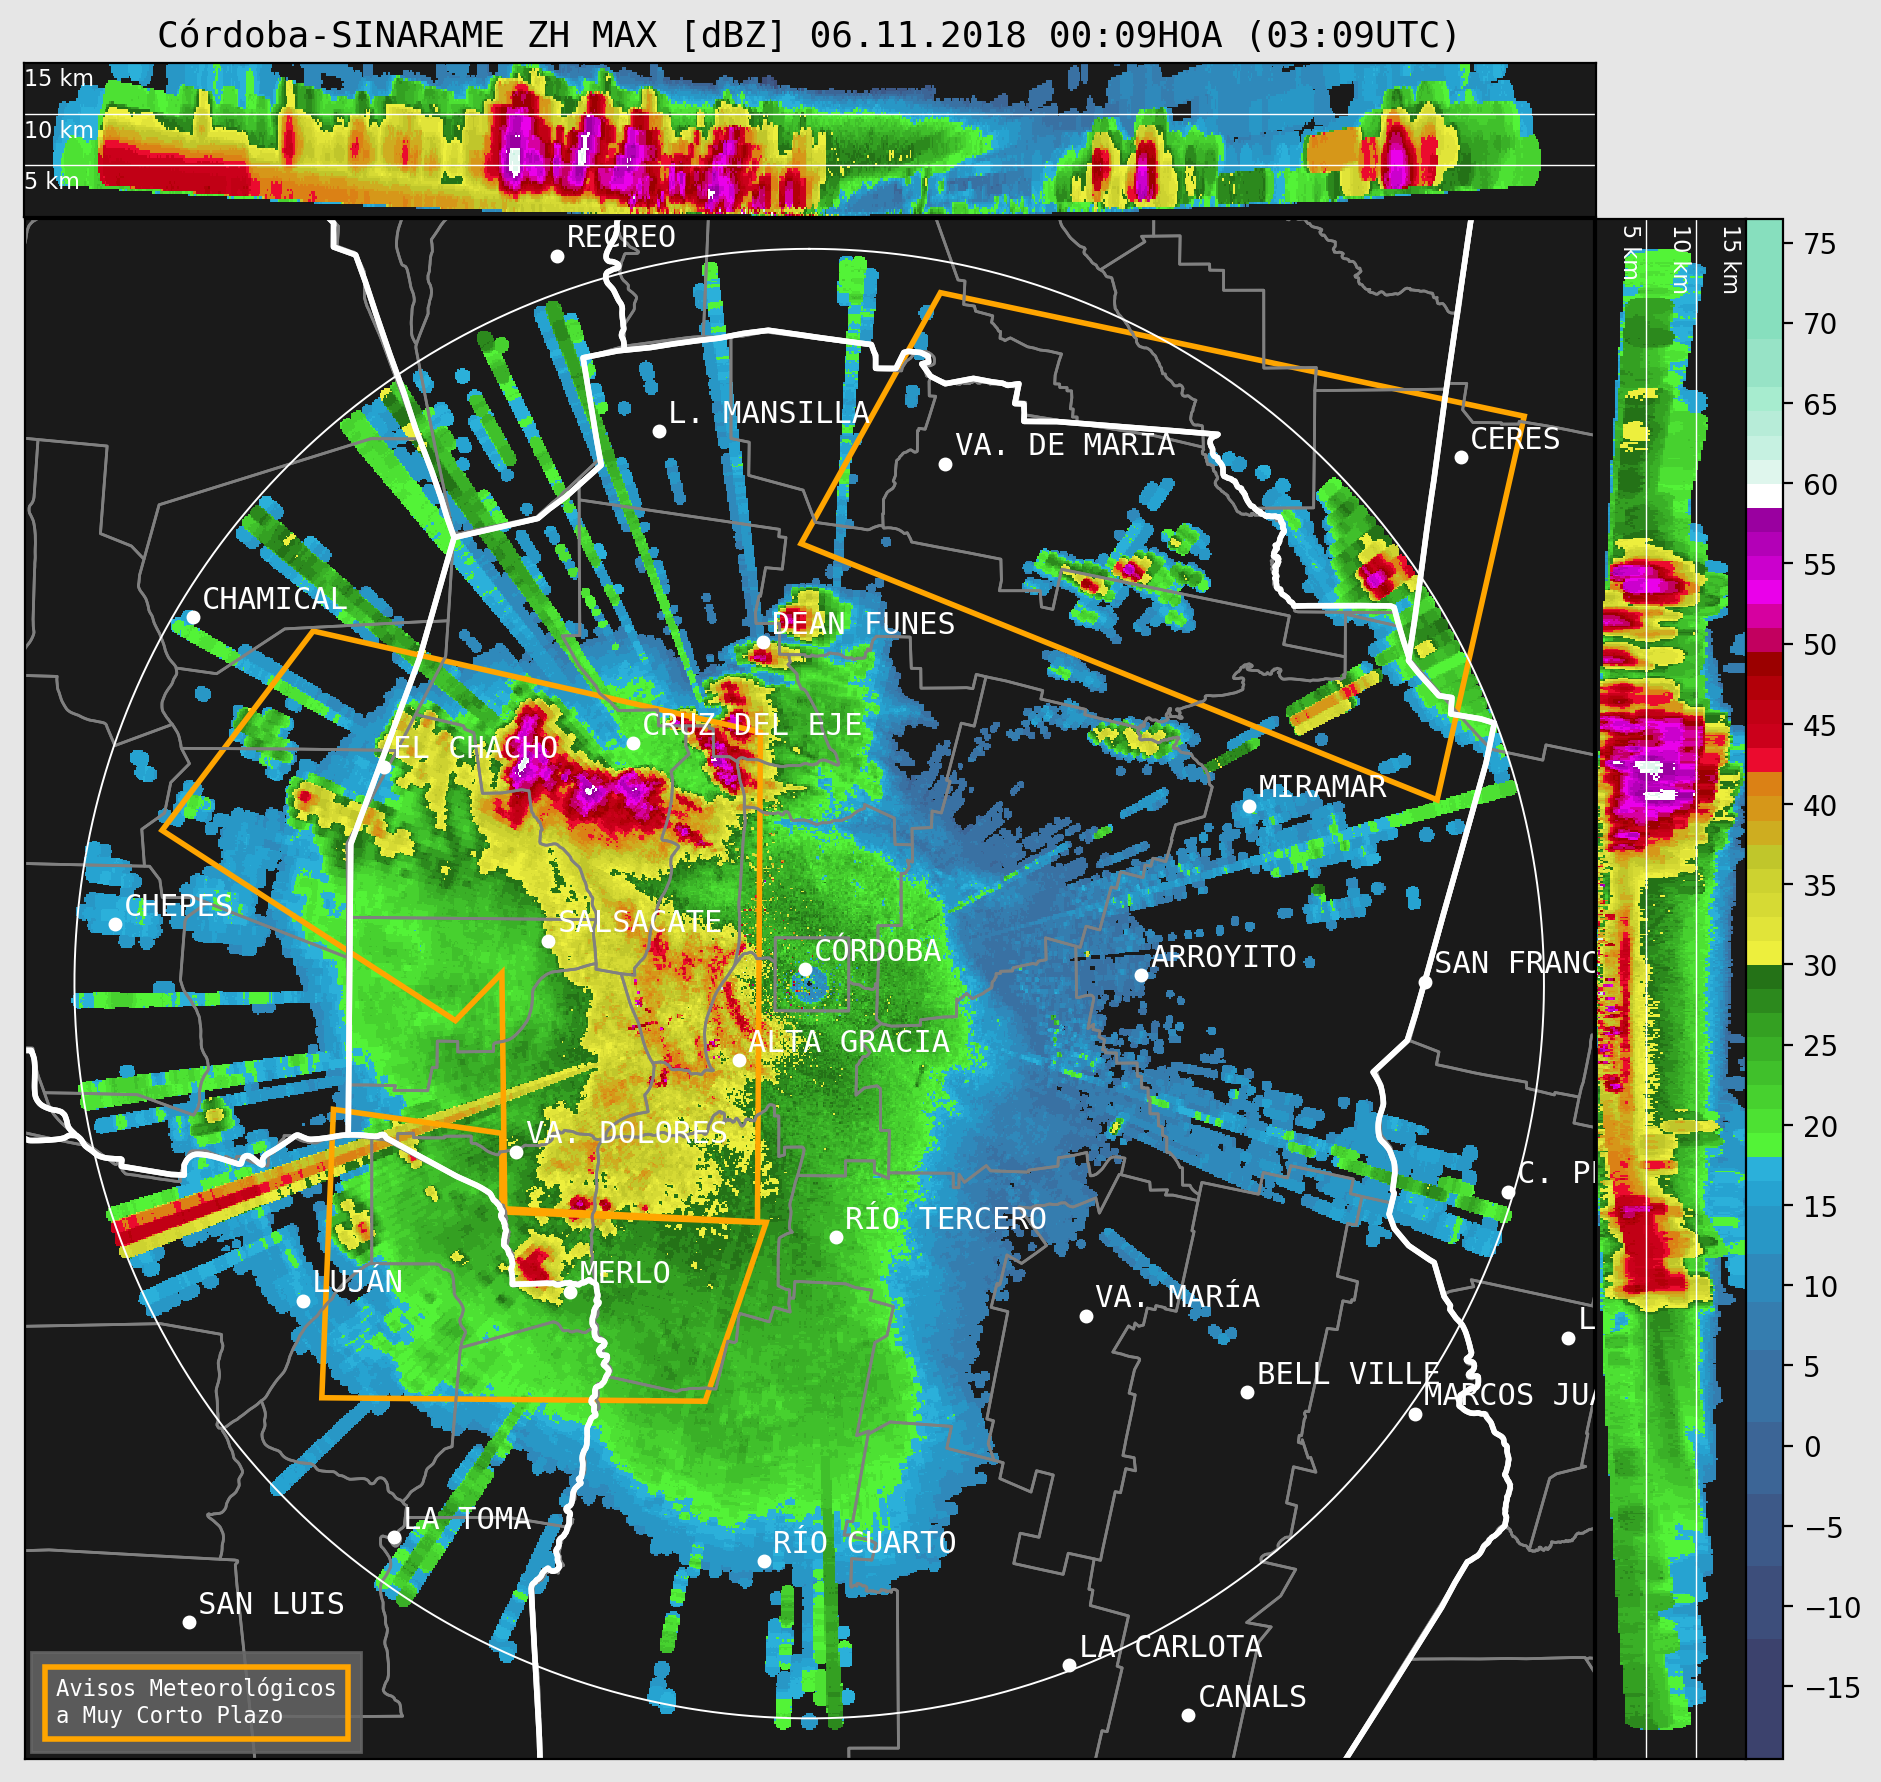 Córdoba-SINARAME ZH MAX [dBZ] 06.11.2018 00:09HOA (03:09UTC)
15 km
10 km
5 km
5 km
10 km
15 km
RECREO
L. MANSILLA
VA. DE MARIA
CERES
CHAMICAL
DEAN FUNES
CRUZ DEL EJE
EL CHACHO
MIRAMAR
CHEPES
SALSACATE
CÓRDOBA
ARROYITO
SAN FRANC
ALTA GRACIA
VA. DOLORES
C. PE
RÍO TERCERO
LUJÁN
MERLO
VA. MARÍA
L
BELL VILLE
MARCOS JUA
LA TOMA
RÍO CUARTO
SAN LUIS
LA CARLOTA
CANALS
Avisos Meteorológicos
a Muy Corto Plazo
75
70
65
60
55
50
45
40
35
30
25
20
15
10
5
0
−5
−10
−15